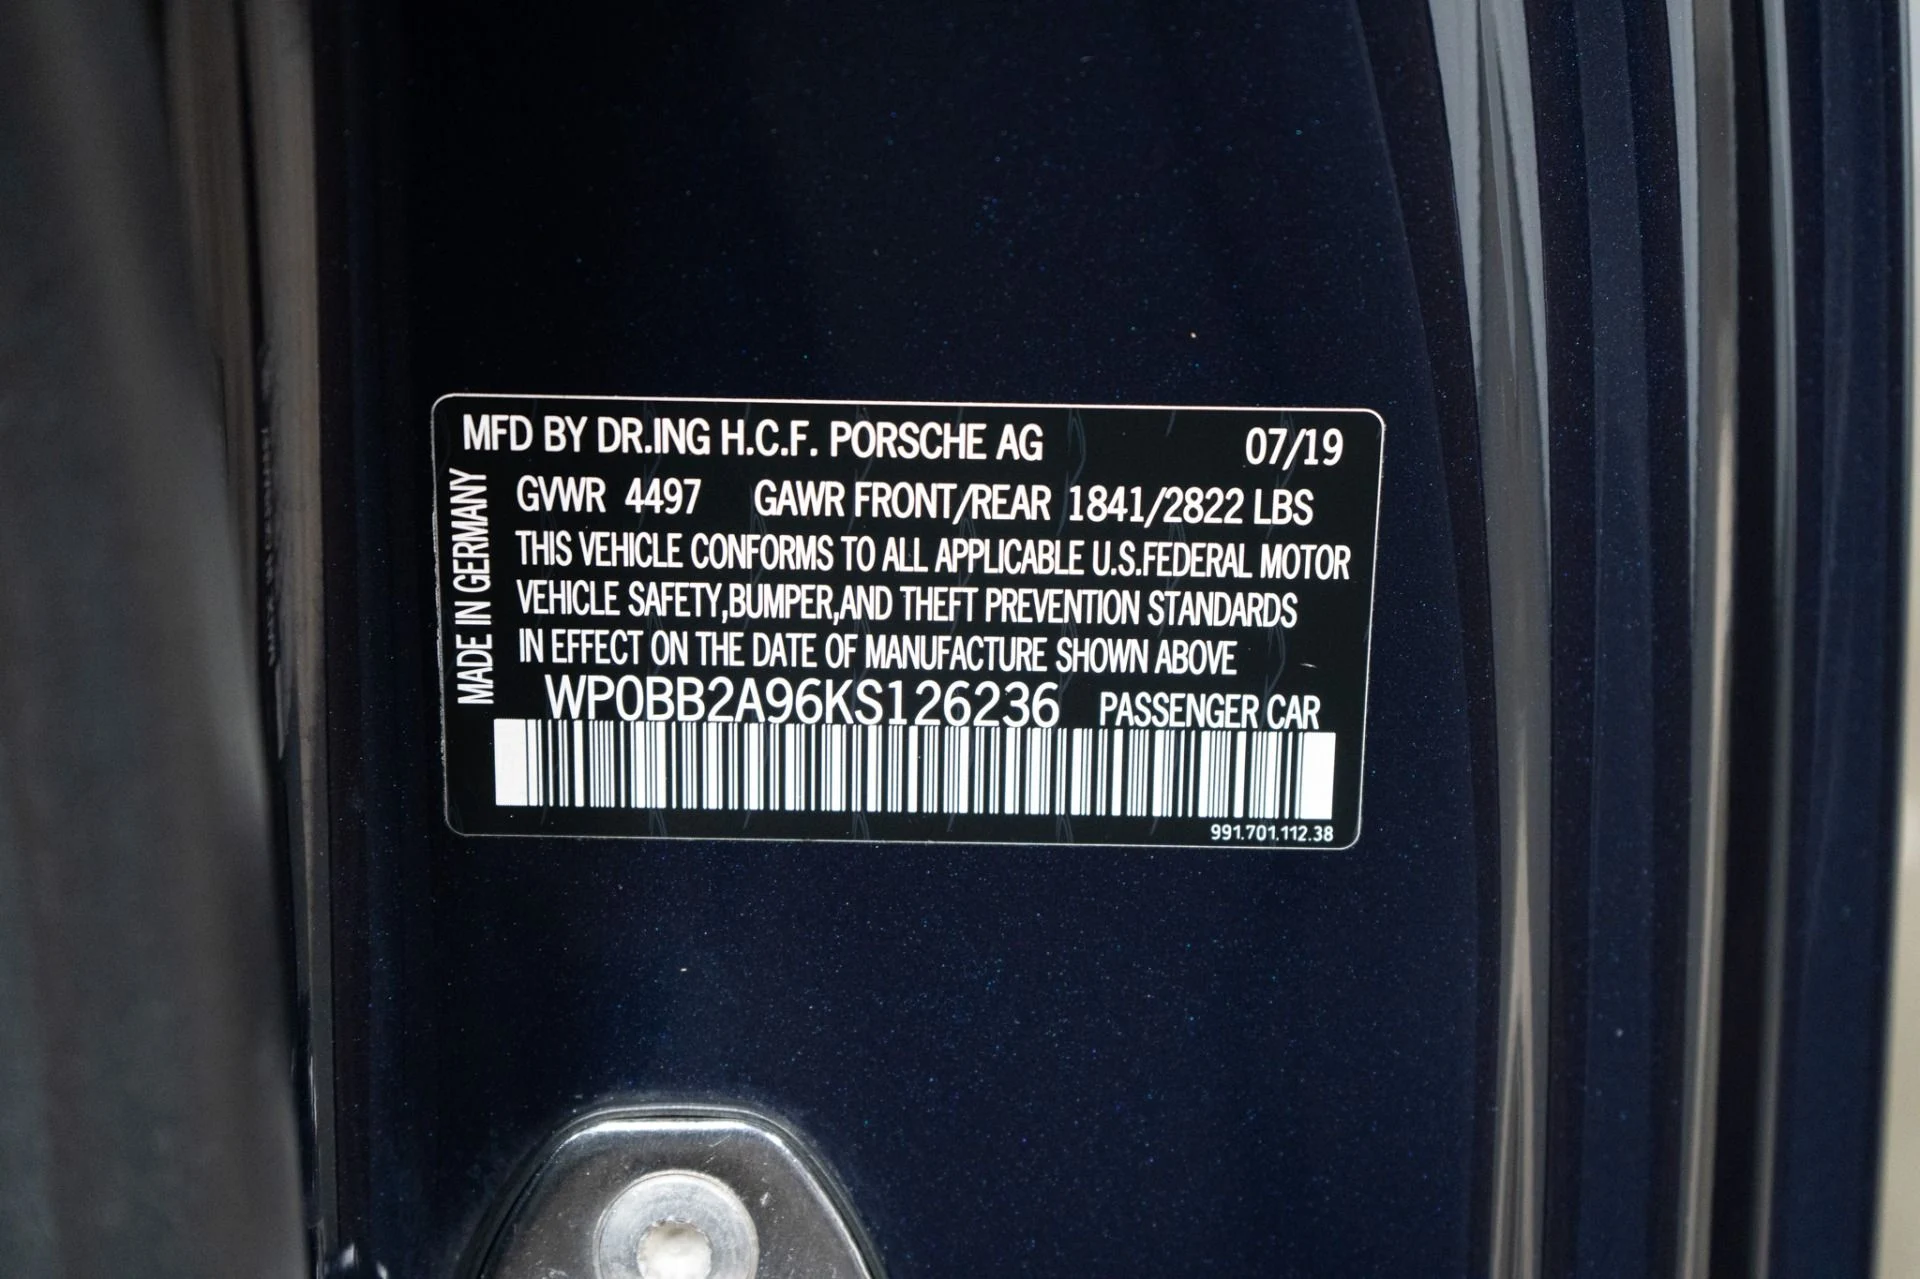 MFD BY DR.ING H.C.F. PORSCHE AG 07/19
MADE IN GERMANY
GVWR 4497 GAWR FRONT/REAR 1841/2822 LBS
THIS VEHICLE CONFORMS TO ALL APPLICABLE U.S.FEDERAL MOTOR
VEHICLE SAFETY,BUMPER,AND THEFT PREVENTION STANDARDS
IN EFFECT ON THE DATE OF MANUFACTURE SHOWN ABOVE
WP0BB2A96KS126236 PASSENGER CAR
991.701.112.38